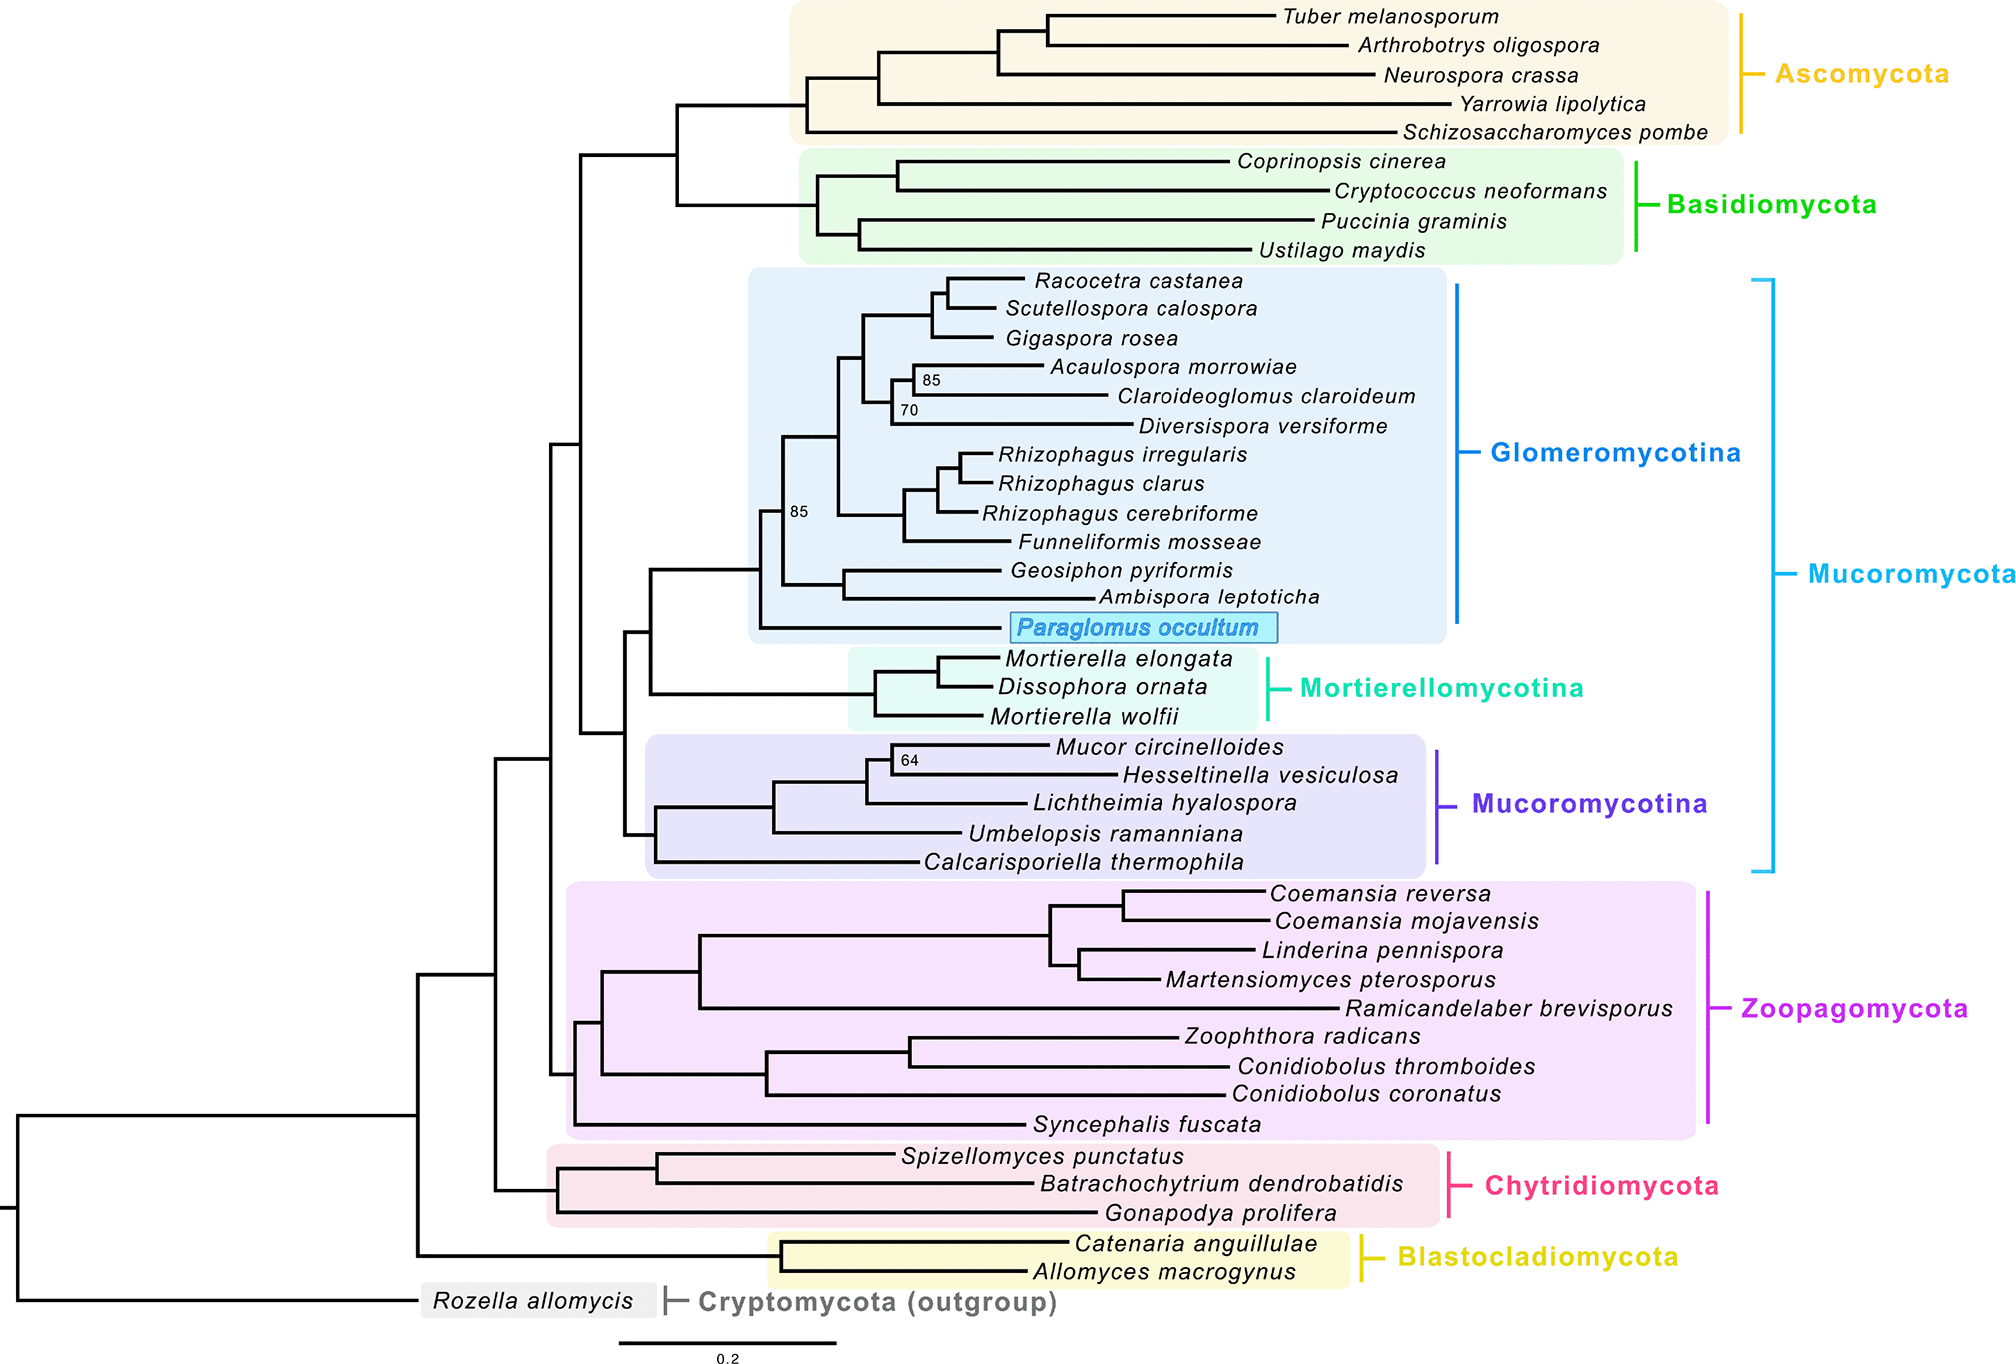 Tuber melanosporum
Arthrobotrys oligospora
Neurospora crassa
Ascomycota
Yarrowia lipolytica
Schizosaccharomyces pombe
Coprinopsis cinerea
Cryptococcus neoformans
Basidiomycota
Puccinia graminis
Ustilago maydis
Racocetra castanea
Scutellospora calospora
Gigaspora rosea
Acaulospora morrowiae
85
Claroideoglomus claroideum
70
Diversispora versiforme
Glomeromycotina
Rhizophagus irregularis
Rhizophagus clarus
85
Rhizophagus cerebriforme
Funneliformis mosseae
Geosiphon pyriformis
Mucoromycota
Ambispora leptoticha
Paraglomus occultum
Mortierella elongata
Dissophora ornata
Mortierellomycotina
Mortierella wolfii
Mucor circinelloides
64
Hesseltinella vesiculosa
Lichtheimia hyalospora
Mucoromycotina
Umbelopsis ramanniana
Calcarisporiella thermophila
Coemansia reversa
Coemansia mojavensis
Linderina pennispora
Martensiomyces pterosporus
Ramicandelaber brevisporus
Zoopagomycota
Zoophthora radicans
Conidiobolus thromboides
Conidiobolus coronatus
Syncephalis fuscata
Spizellomyces punctatus
Batrachochytrium dendrobatidis
Chytridiomycota
Gonapodya prolifera
Catenaria anguillulae
Blastocladiomycota
Allomyces macrogynus
Rozella allomycis
Cryptomycota (outgroup)
0.2